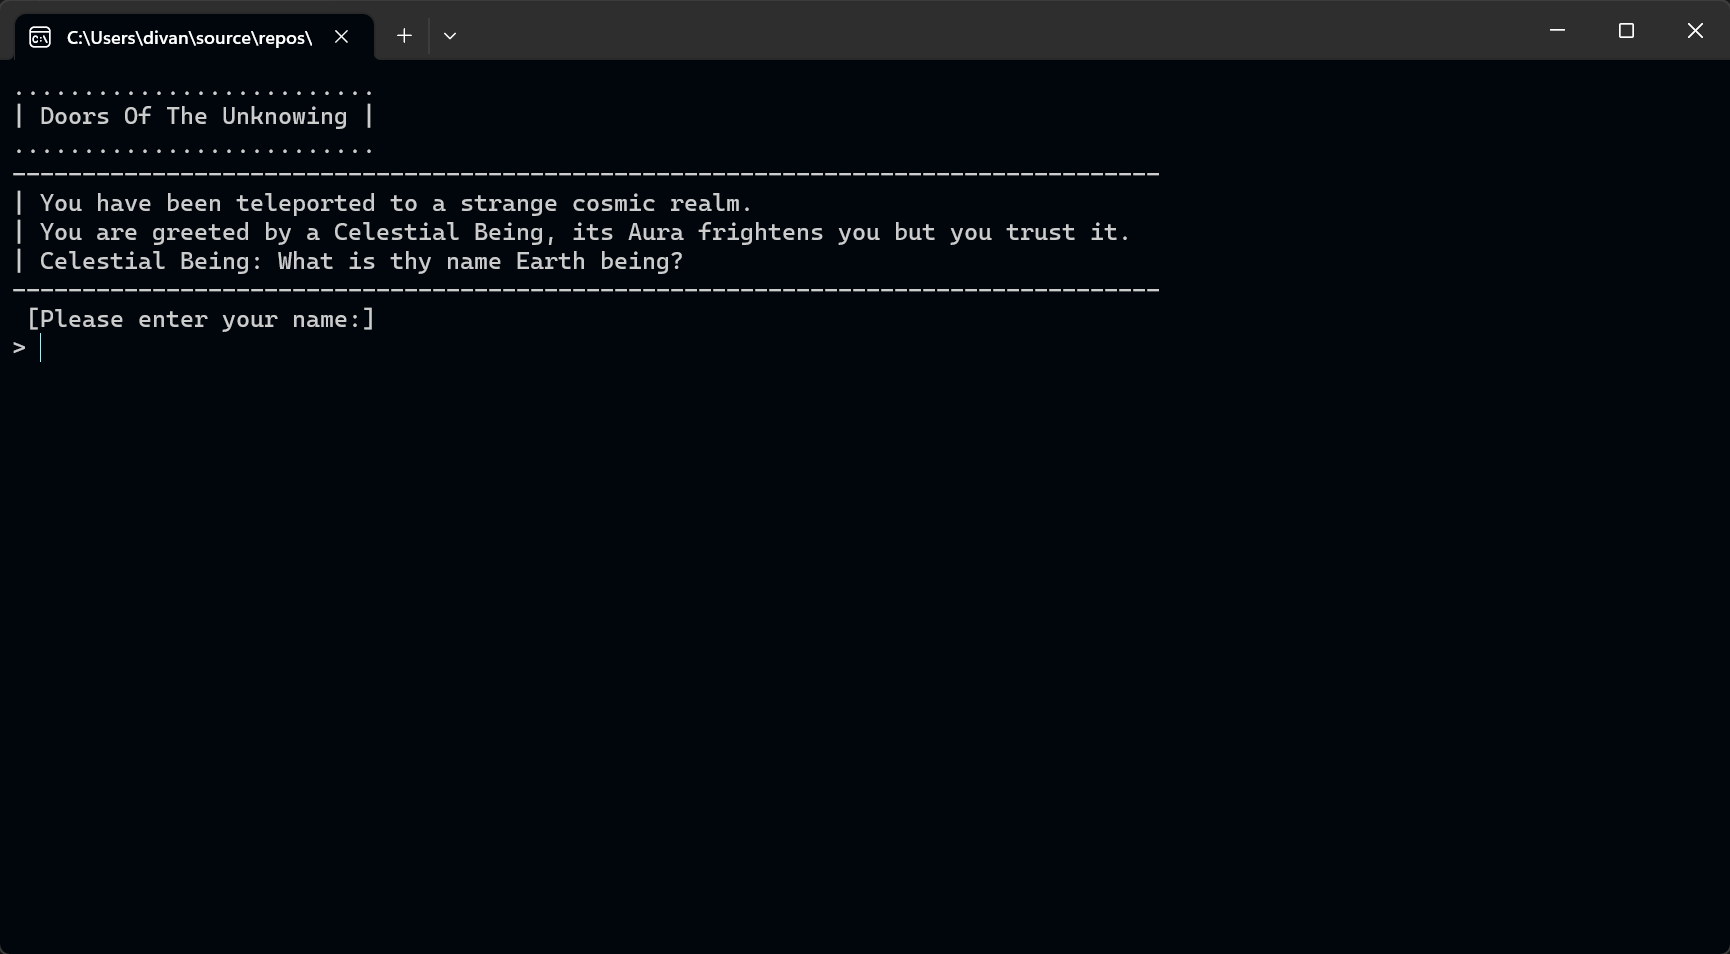 C:\Users\divan\source\repos\
..........................
| Doors Of The Unknowing |
..........................
----------------------------------------------------------------------------------
| You have been teleported to a strange cosmic realm.
| You are greeted by a Celestial Being, its Aura frightens you but you trust it.
| Celestial Being: What is thy name Earth being?
----------------------------------------------------------------------------------
[Please enter your name:]
>